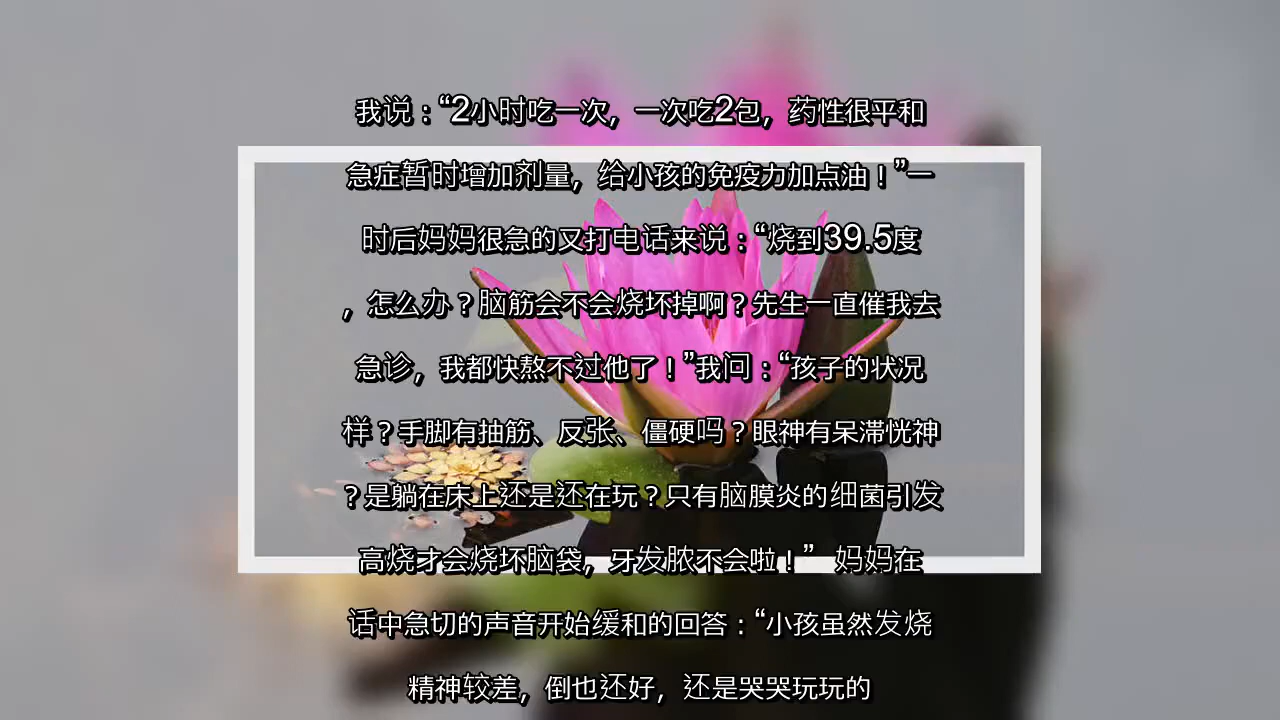 我说：“2小时吃一次，一次吃2包，药性很平和
急症暂时增加剂量，给小孩的免疫力加点油！”一
时后妈妈很急的又打电话来说：“烧到39.5度
，怎么办？脑筋会不会烧坏掉啊？先生一直催我去
急诊，我都快熬不过他了！”我问：“孩子的状况
样？手脚有抽筋、反张、僵硬吗？眼神有呆滞恍神
？是躺在床上还是还在玩？只有脑膜炎的细菌引发
高烧才会烧坏脑袋，牙发脓不会啦！” 妈妈在
话中急切的声音开始缓和的回答：“小孩虽然发烧
精神较差，倒也还好，还是哭哭玩玩的